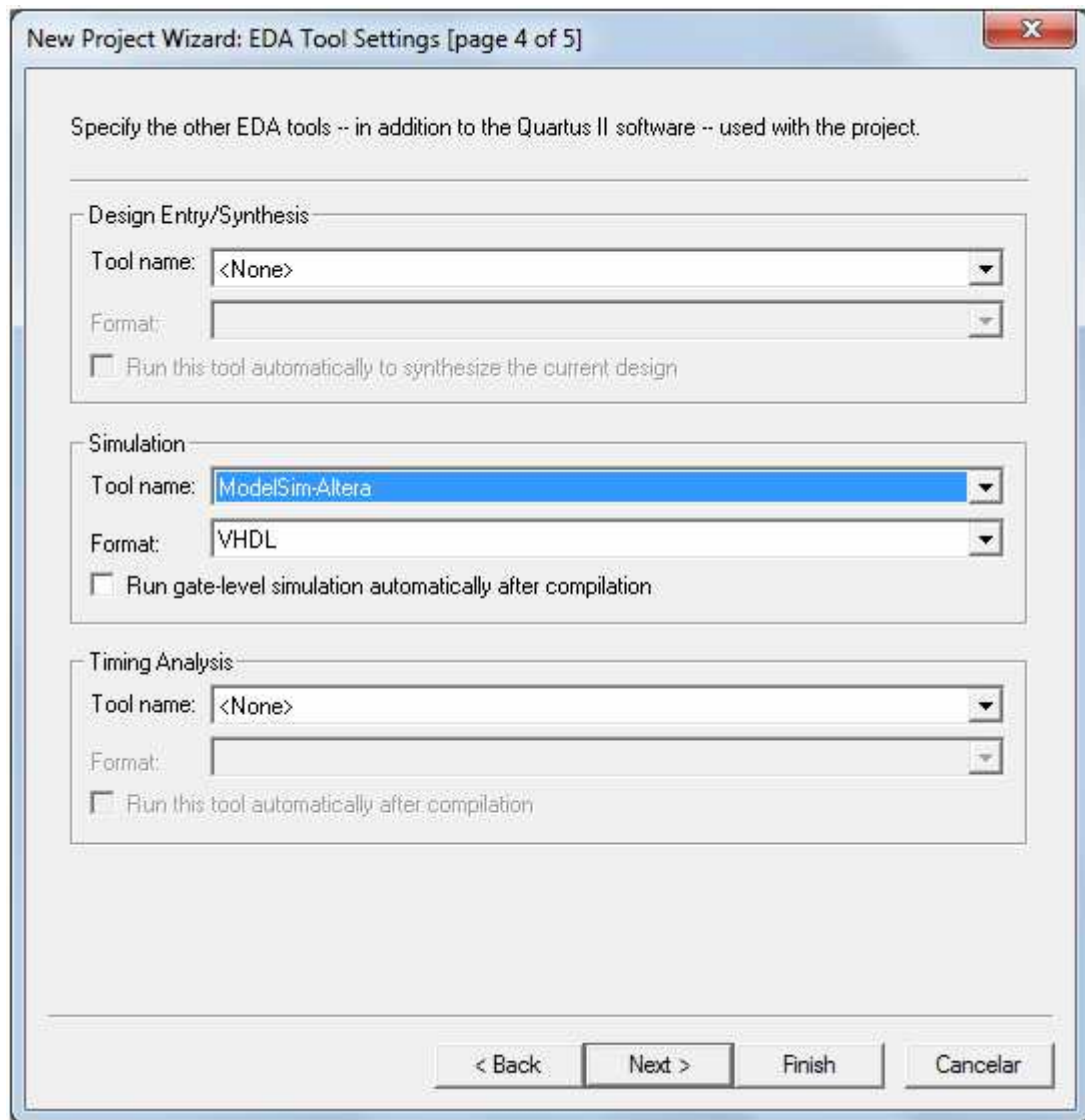 New Project Wizard: EDA Tool Settings [page 4 of 5]
Specify the other EDA tools -- in addition to the Quartus II software -- used with the project.
Design Entry/Synthesis
Tool name: <None>
Format:
Run this tool automatically to synthesize the current design
Simulation
Tool name: ModelSim-Altera
Format: VHDL
Run gate-level simulation automatically after compilation
Timing Analysis
Tool name: <None>
Format:
Run this tool automatically after compilation
< Back Next > Finish Cancelar